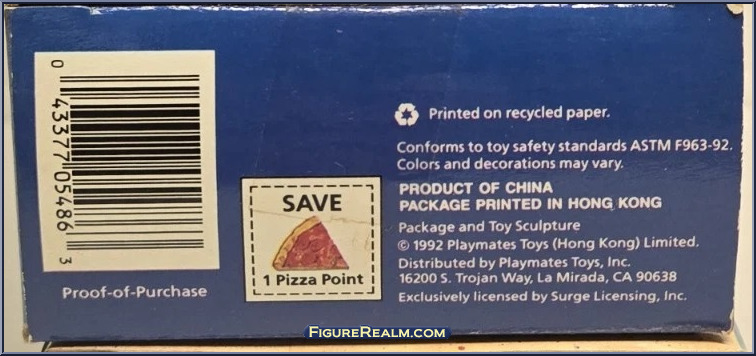 0 43377 05486 3
Proof-of-Purchase
SAVE
1 Pizza Point
Printed on recycled paper.
Conforms to toy safety standards ASTM F963-92.
Colors and decorations may vary.
PRODUCT OF CHINA
PACKAGE PRINTED IN HONG KONG
Package and Toy Sculpture
© 1992 Playmates Toys (Hong Kong) Limited.
Distributed by Playmates Toys, Inc.
16200 S. Trojan Way, La Mirada, CA 90638
Exclusively licensed by Surge Licensing, Inc.
FIGUREREALM.COM